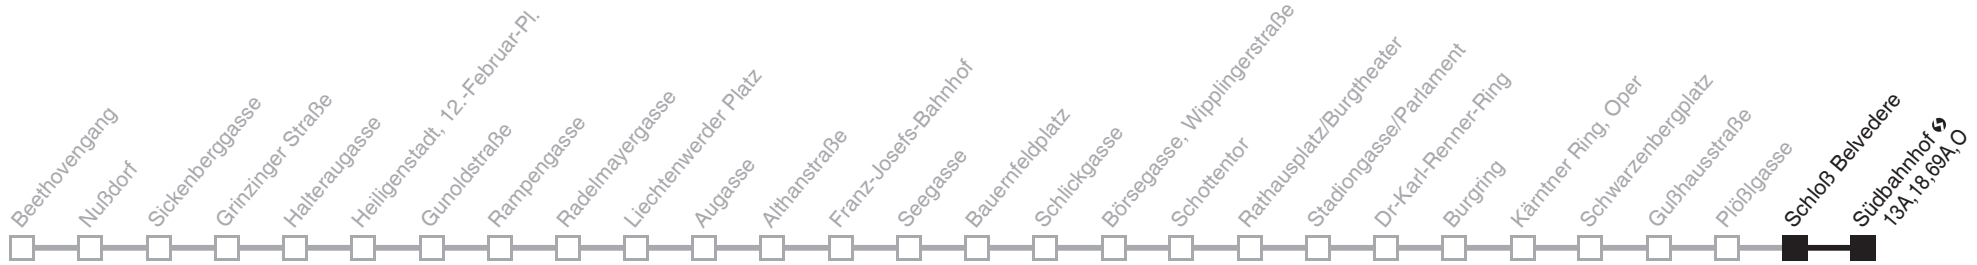 Beethovengang
Nußdorf
Sickenberggasse
Grinzinger Straße
Halteraugasse
Heiligenstadt, 12.-Februar-Pl.
Gunoldstraße
Rampengasse
Radelmayergasse
Liechtenwerder Platz
Augasse
Althanstraße
Franz-Josefs-Bahnhof
Seegasse
Bauernfeldplatz
Schlickgasse
Börsegasse, Wipplingerstraße
Schottentor
Rathausplatz/Burgtheater
Stadiongasse/Parlament
Dr-Karl-Renner-Ring
Burgring
Kärntner Ring, Oper
Schwarzenbergplatz
Gußhausstraße
Plößlgasse
Schloß Belvedere
Südbahnhof
13A,18,69A,O